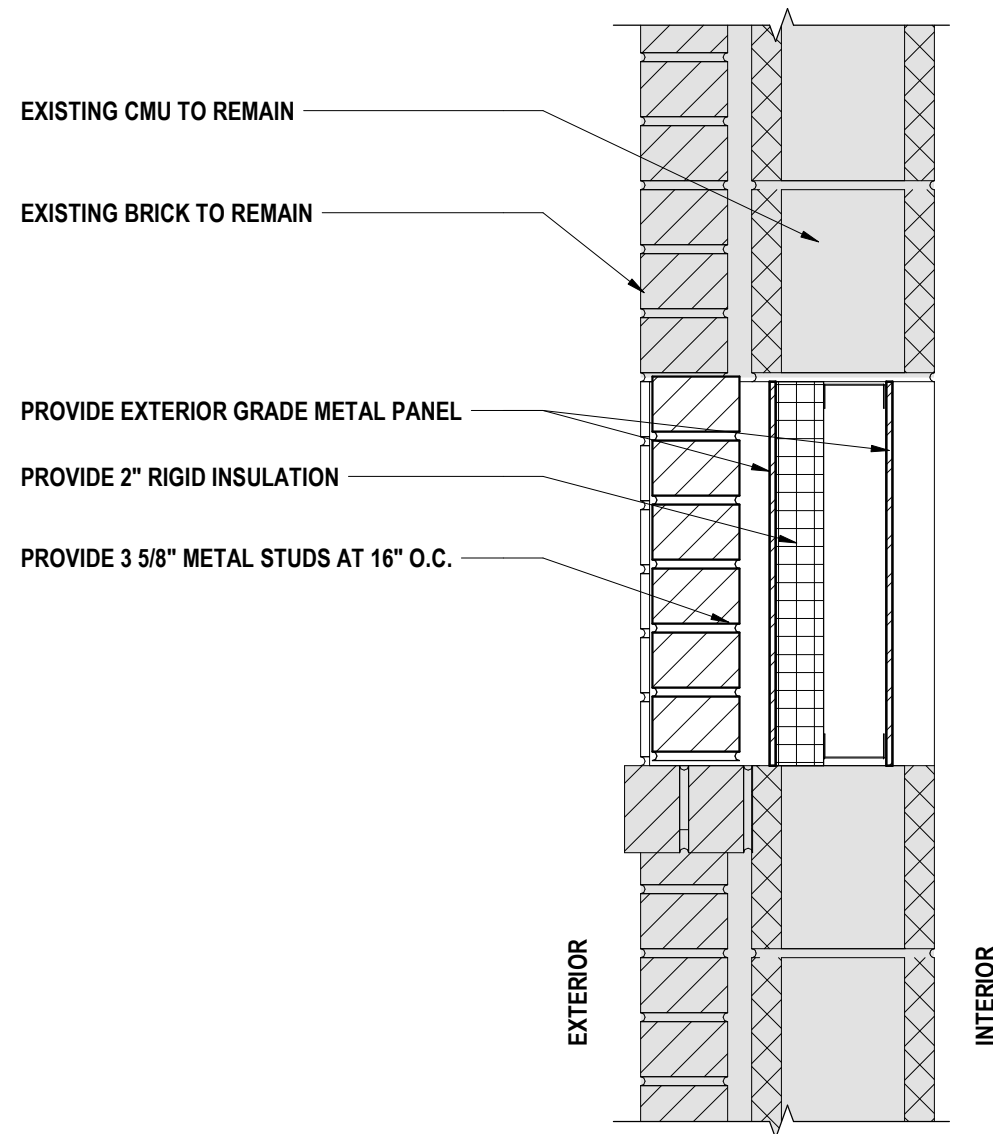 EXISTING CMU TO REMAIN
EXISTING BRICK TO REMAIN
PROVIDE EXTERIOR GRADE METAL PANEL
PROVIDE 2" RIGID INSULATION
PROVIDE 3 5/8" METAL STUDS AT 16" O.C.
EXTERIOR
INTERIOR